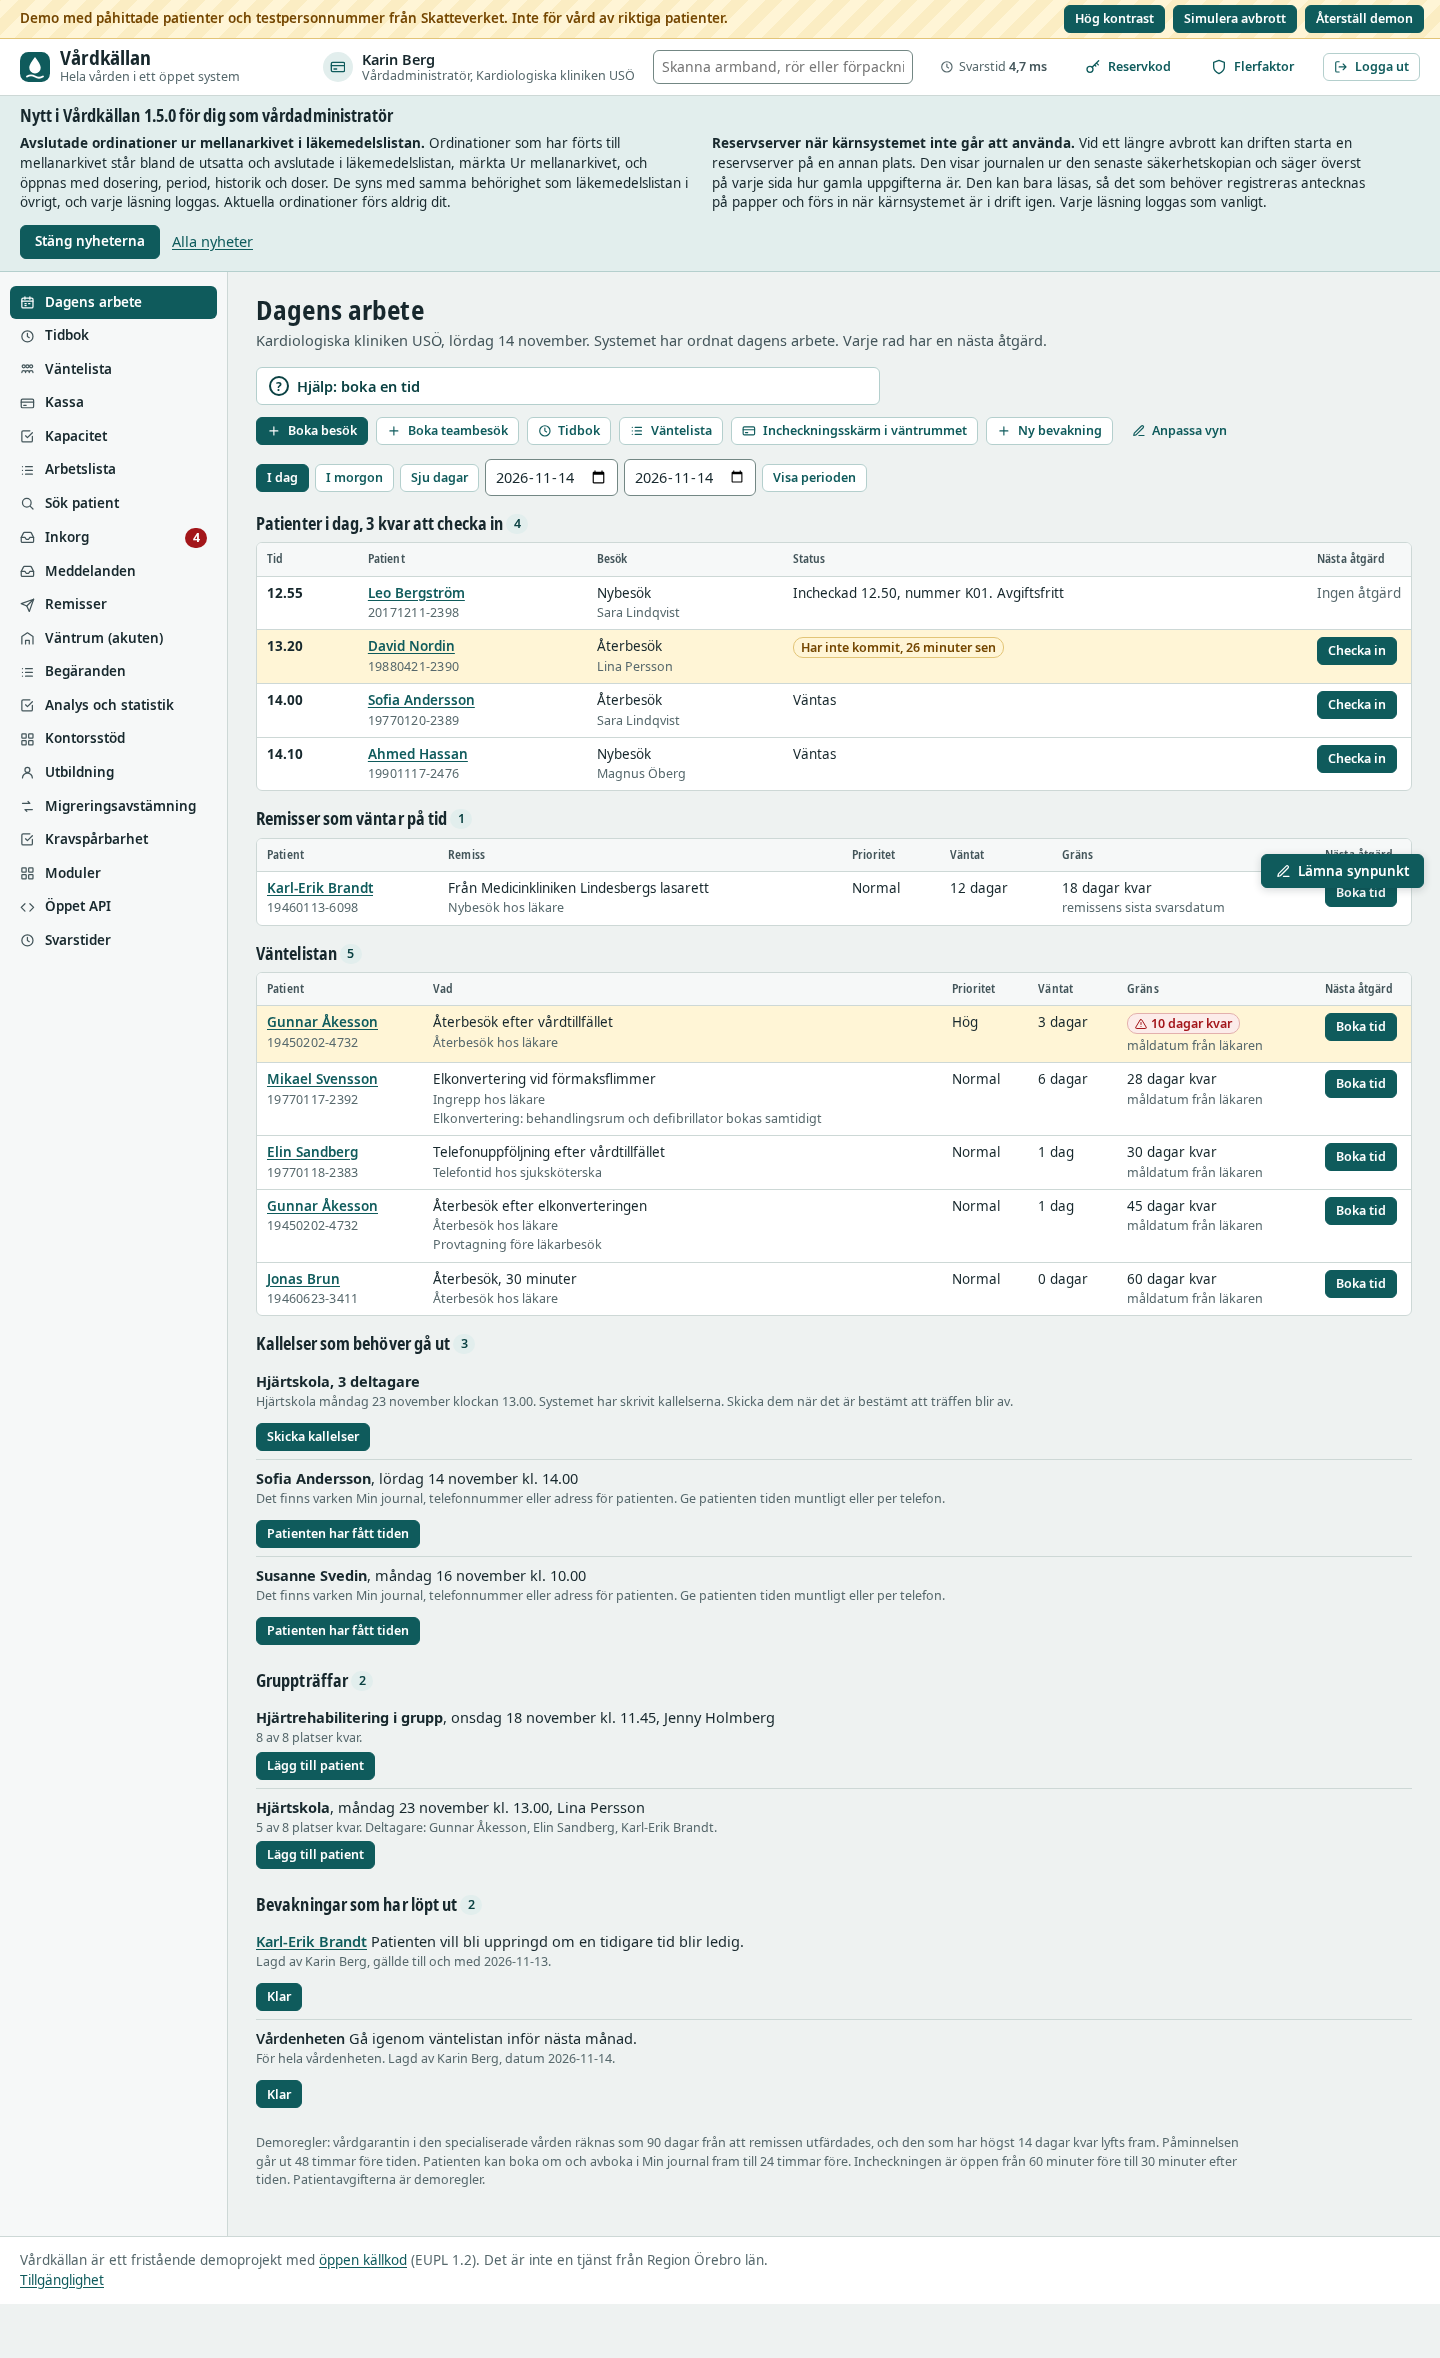 Demo med påhittade patienter och testpersonnummer från Skatteverket. Inte för vård av riktiga patienter.
Hög kontrast
Simulera avbrott
Återställ demon
Vårdkällan
Hela vården i ett öppet system
Karin Berg
Vårdadministratör, Kardiologiska kliniken USÖ
Skanna armband, rör eller förpackni
Svarstid 4,7 ms
Reservkod
Flerfaktor
Logga ut
Nytt i Vårdkällan 1.5.0 för dig som vårdadministratör
Avslutade ordinationer ur mellanarkivet i läkemedelslistan. Ordinationer som har förts till
mellanarkivet står bland de utsatta och avslutade i läkemedelslistan, märkta Ur mellanarkivet, och
öppnas med dosering, period, historik och doser. De syns med samma behörighet som läkemedelslistan i
övrigt, och varje läsning loggas. Aktuella ordinationer förs aldrig dit.
Reservserver när kärnsystemet inte går att använda. Vid ett längre avbrott kan driften starta en
reservserver på en annan plats. Den visar journalen ur den senaste säkerhetskopian och säger överst
på varje sida hur gamla uppgifterna är. Den kan bara läsas, så det som behöver registreras antecknas
på papper och förs in när kärnsystemet är i drift igen. Varje läsning loggas som vanligt.
Stäng nyheterna
Alla nyheter
Dagens arbete
Tidbok
Väntelista
Kassa
Kapacitet
Arbetslista
Sök patient
Inkorg 4
Meddelanden
Remisser
Väntrum (akuten)
Begäranden
Analys och statistik
Kontorsstöd
Utbildning
Migreringsavstämning
Kravspårbarhet
Moduler
Öppet API
Svarstider
Dagens arbete
Kardiologiska kliniken USÖ, lördag 14 november. Systemet har ordnat dagens arbete. Varje rad har en nästa åtgärd.
? Hjälp: boka en tid
Boka besök
Boka teambesök
Tidbok
Väntelista
Incheckningsskärm i väntrummet
Ny bevakning
Anpassa vyn
I dag
I morgon
Sju dagar
2026-11-14
2026-11-14
Visa perioden
Patienter i dag, 3 kvar att checka in 4
Tid Patient Besök Status Nästa åtgärd
12.55 Leo Bergström Nybesök Incheckad 12.50, nummer K01. Avgiftsfritt Ingen åtgärd
20171211-2398 Sara Lindqvist
13.20 David Nordin Återbesök Har inte kommit, 26 minuter sen Checka in
19880421-2390 Lina Persson
14.00 Sofia Andersson Återbesök Väntas Checka in
19770120-2389 Sara Lindqvist
14.10 Ahmed Hassan Nybesök Väntas Checka in
19901117-2476 Magnus Öberg
Remisser som väntar på tid 1
Patient Remiss Prioritet Väntat Gräns Nästa åtgärd
Lämna synpunkt
Karl-Erik Brandt Från Medicinkliniken Lindesbergs lasarett Normal 12 dagar 18 dagar kvar Boka tid
19460113-6098 Nybesök hos läkare remissens sista svarsdatum
Väntelistan 5
Patient Vad Prioritet Väntat Gräns Nästa åtgärd
Gunnar Åkesson Återbesök efter vårdtillfället Hög 3 dagar 10 dagar kvar Boka tid
19450202-4732 Återbesök hos läkare måldatum från läkaren
Mikael Svensson Elkonvertering vid förmaksflimmer Normal 6 dagar 28 dagar kvar Boka tid
19770117-2392 Ingrepp hos läkare måldatum från läkaren
Elkonvertering: behandlingsrum och defibrillator bokas samtidigt
Elin Sandberg Telefonuppföljning efter vårdtillfället Normal 1 dag 30 dagar kvar Boka tid
19770118-2383 Telefontid hos sjuksköterska måldatum från läkaren
Gunnar Åkesson Återbesök efter elkonverteringen Normal 1 dag 45 dagar kvar Boka tid
19450202-4732 Återbesök hos läkare måldatum från läkaren
Provtagning före läkarbesök
Jonas Brun Återbesök, 30 minuter Normal 0 dagar 60 dagar kvar Boka tid
19460623-3411 Återbesök hos läkare måldatum från läkaren
Kallelser som behöver gå ut 3
Hjärtskola, 3 deltagare
Hjärtskola måndag 23 november klockan 13.00. Systemet har skrivit kallelserna. Skicka dem när det är bestämt att träffen blir av.
Skicka kallelser
Sofia Andersson, lördag 14 november kl. 14.00
Det finns varken Min journal, telefonnummer eller adress för patienten. Ge patienten tiden muntligt eller per telefon.
Patienten har fått tiden
Susanne Svedin, måndag 16 november kl. 10.00
Det finns varken Min journal, telefonnummer eller adress för patienten. Ge patienten tiden muntligt eller per telefon.
Patienten har fått tiden
Gruppträffar 2
Hjärtrehabilitering i grupp, onsdag 18 november kl. 11.45, Jenny Holmberg
8 av 8 platser kvar.
Lägg till patient
Hjärtskola, måndag 23 november kl. 13.00, Lina Persson
5 av 8 platser kvar. Deltagare: Gunnar Åkesson, Elin Sandberg, Karl-Erik Brandt.
Lägg till patient
Bevakningar som har löpt ut 2
Karl-Erik Brandt Patienten vill bli uppringd om en tidigare tid blir ledig.
Lagd av Karin Berg, gällde till och med 2026-11-13.
Klar
Vårdenheten Gå igenom väntelistan inför nästa månad.
För hela vårdenheten. Lagd av Karin Berg, datum 2026-11-14.
Klar
Demoregler: vårdgarantin i den specialiserade vården räknas som 90 dagar från att remissen utfärdades, och den som har högst 14 dagar kvar lyfts fram. Påminnelsen
går ut 48 timmar före tiden. Patienten kan boka om och avboka i Min journal fram till 24 timmar före. Incheckningen är öppen från 60 minuter före till 30 minuter efter
tiden. Patientavgifterna är demoregler.
Vårdkällan är ett fristående demoprojekt med öppen källkod (EUPL 1.2). Det är inte en tjänst från Region Örebro län.
Tillgänglighet